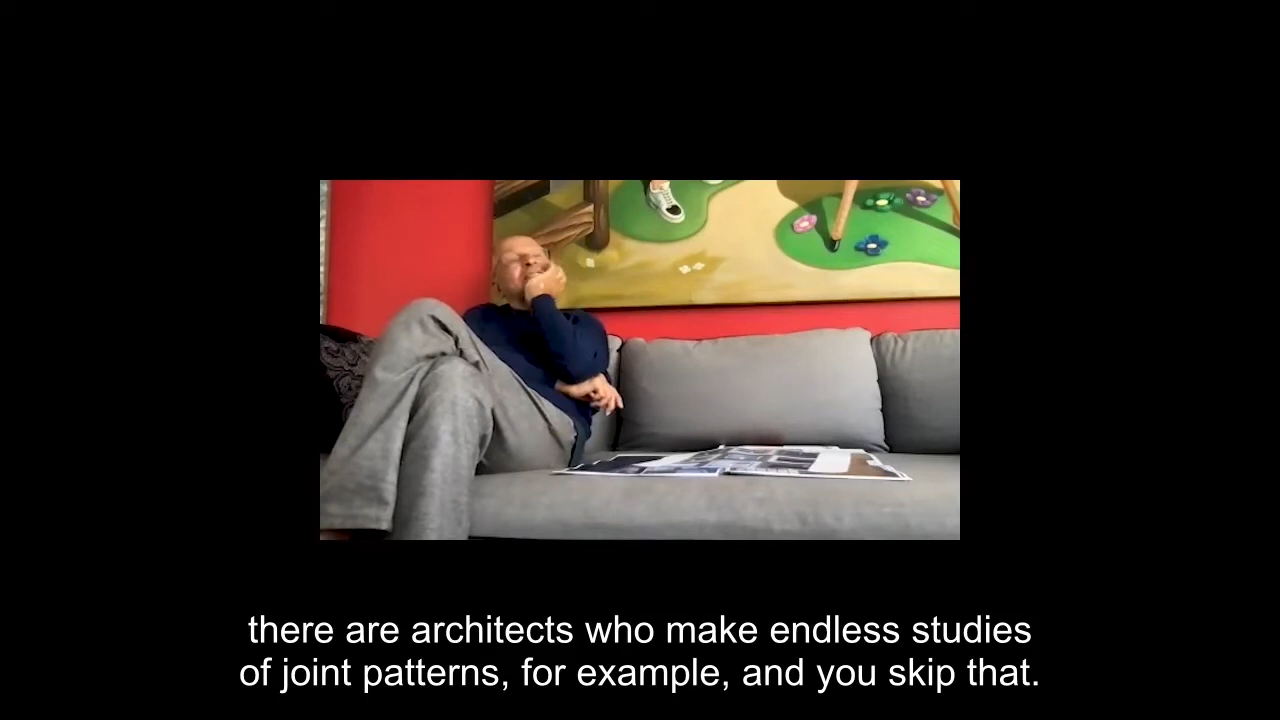 there are architects who make endless studies
of joint patterns, for example, and you skip that.